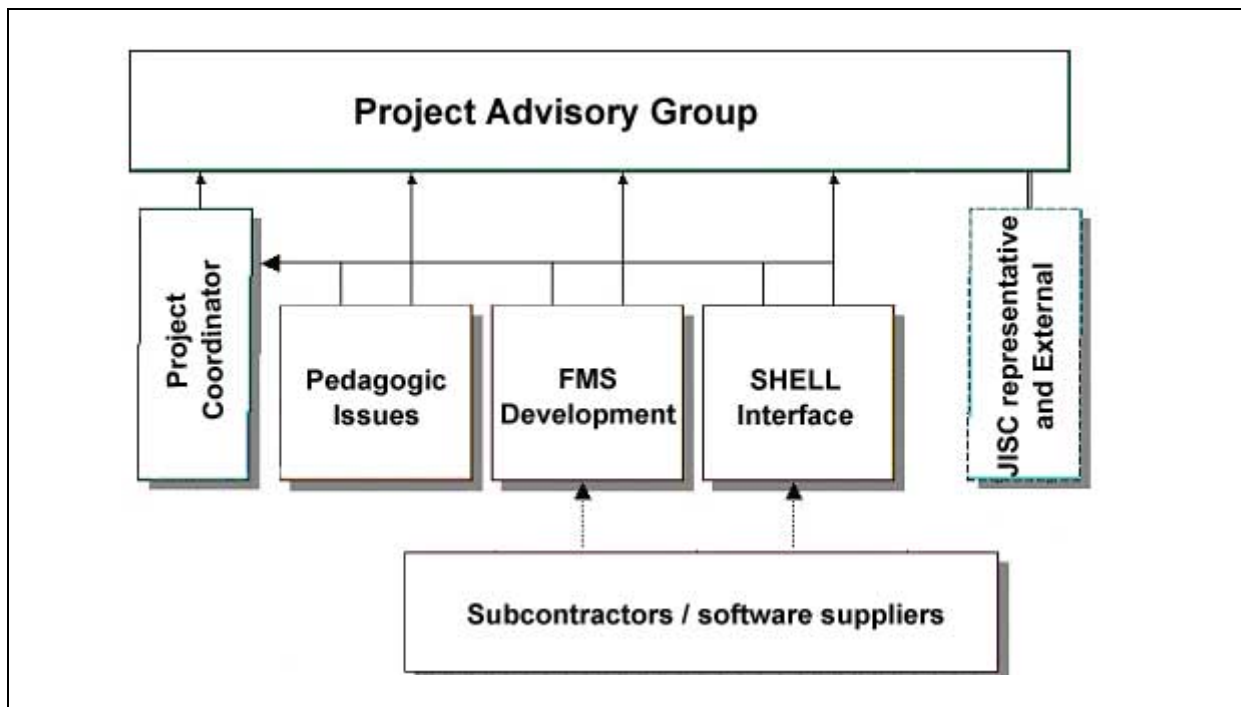 Project Advisory Group
Project
Coordinator
Pedagogic
Issues
FMS
Development
SHELL
Interface
JISC representative
and External
Subcontractors / software suppliers